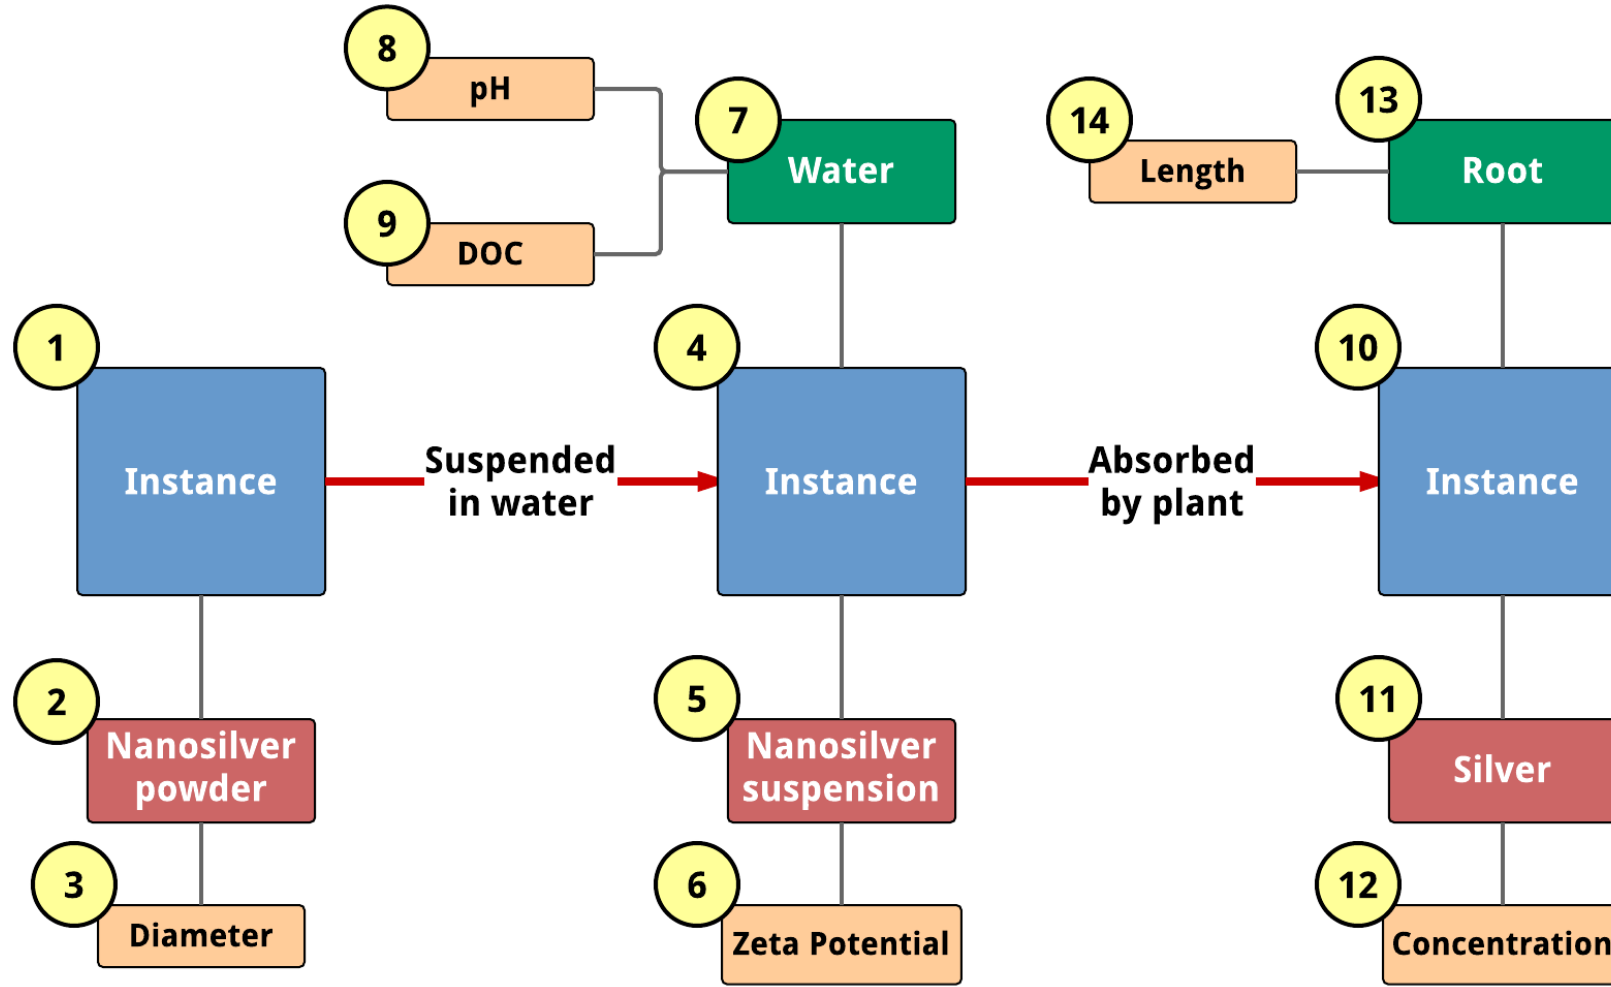 8
pH
7
Water
9
DOC
14
Length
13
Root
1
Instance
Suspended
in water
4
Instance
Absorbed
by plant
10
Instance
2
Nanosilver
powder
3
Diameter
5
Nanosilver
suspension
6
Zeta Potential
11
Silver
12
Concentration